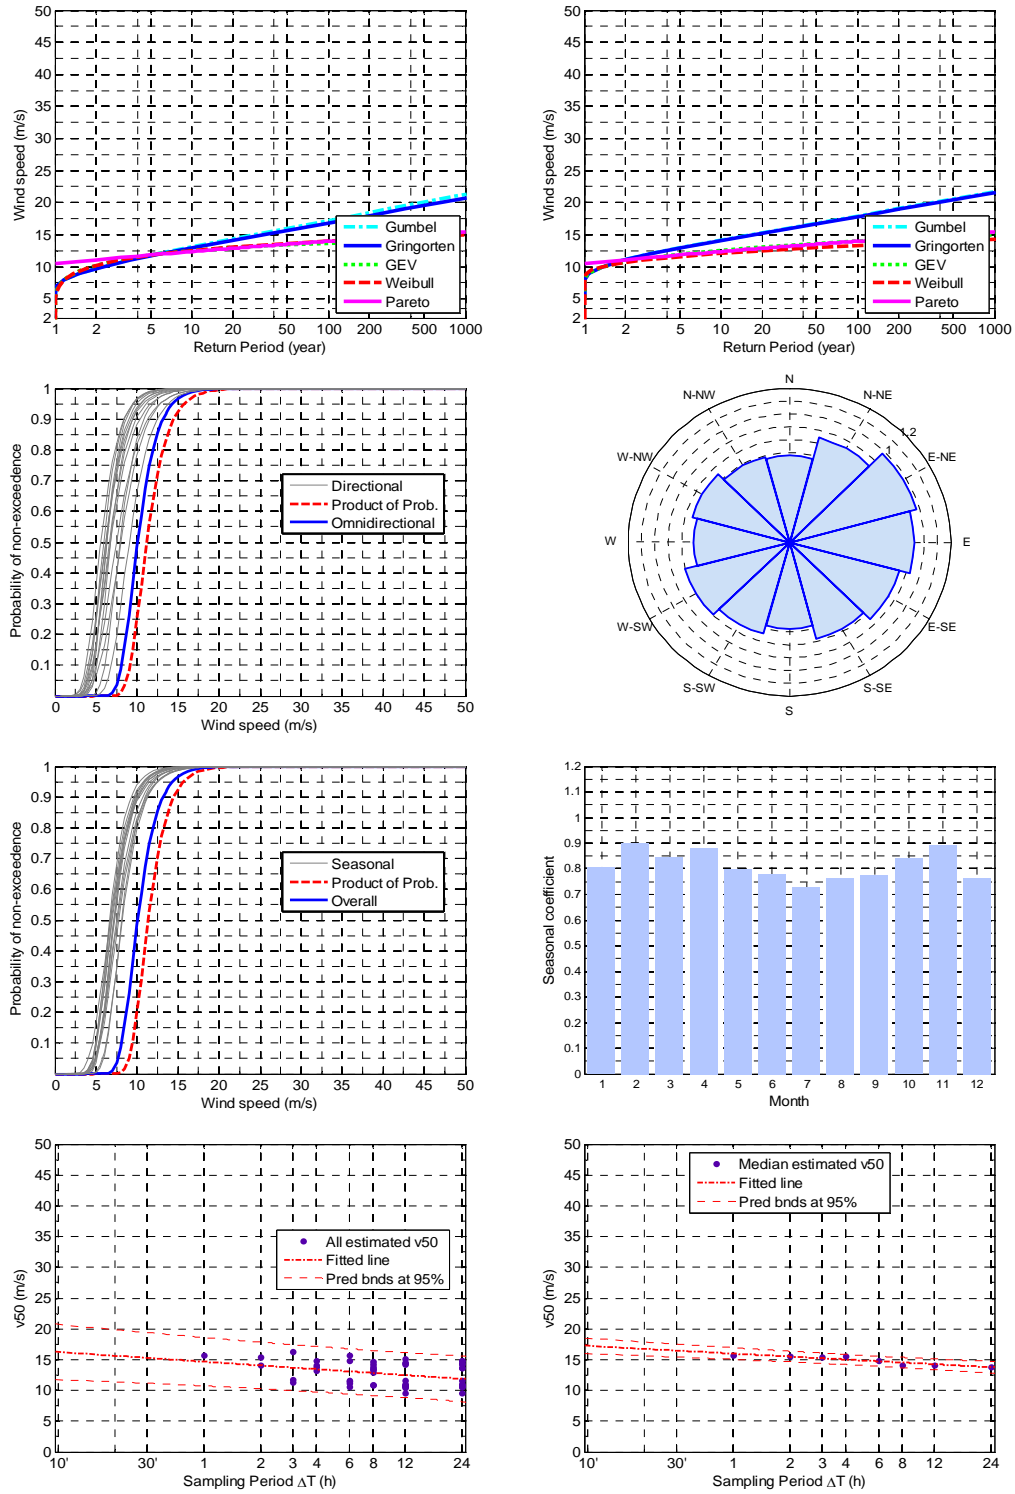 50
45
40
35
30
25
20
15
10
5
2
Wind speed (m/s)
Gumbel
Gringorten
GEV
Weibull
Pareto
1 2 5 10 20 50 100 200 500 1000
Return Period (year)
50
45
40
35
30
25
20
15
10
5
2
Wind speed (m/s)
Gumbel
Gringorten
GEV
Weibull
Pareto
1 2 5 10 20 50 100 200 500 1000
Return Period (year)
1
0.9
0.8
0.7
0.6
0.5
0.4
0.3
0.2
0.1
Probability of non-exceedence
Directional
Product of Prob.
Omnidirectional
0 5 10 15 20 25 30 35 40 45 50
Wind speed (m/s)
N
N-NW N-NE
1.2
1
W-NW E-NE
W E
W-SW E-SE
S-SW S-SE
S
1
0.9
0.8
0.7
0.6
0.5
0.4
0.3
0.2
0.1
Probability of non-exceedence
Seasonal
Product of Prob.
Overall
0 5 10 15 20 25 30 35 40 45 50
Wind speed (m/s)
1.2
1.1
1
0.9
0.8
0.7
0.6
0.5
0.4
0.3
0.2
0.1
0
Seasonal coefficient
1 2 3 4 5 6 7 8 9 10 11 12
Month
50
45
40
35
30
25
20
15
10
5
0
v50 (m/s)
All estimated v50
Fitted line
Pred bnds at 95%
10' 30' 1 2 3 4 6 8 12 24
Sampling Period ΔT (h)
50
45
40
35
30
25
20
15
10
5
0
v50 (m/s)
Median estimated v50
Fitted line
Pred bnds at 95%
10' 30' 1 2 3 4 6 8 12 24
Sampling Period ΔT (h)